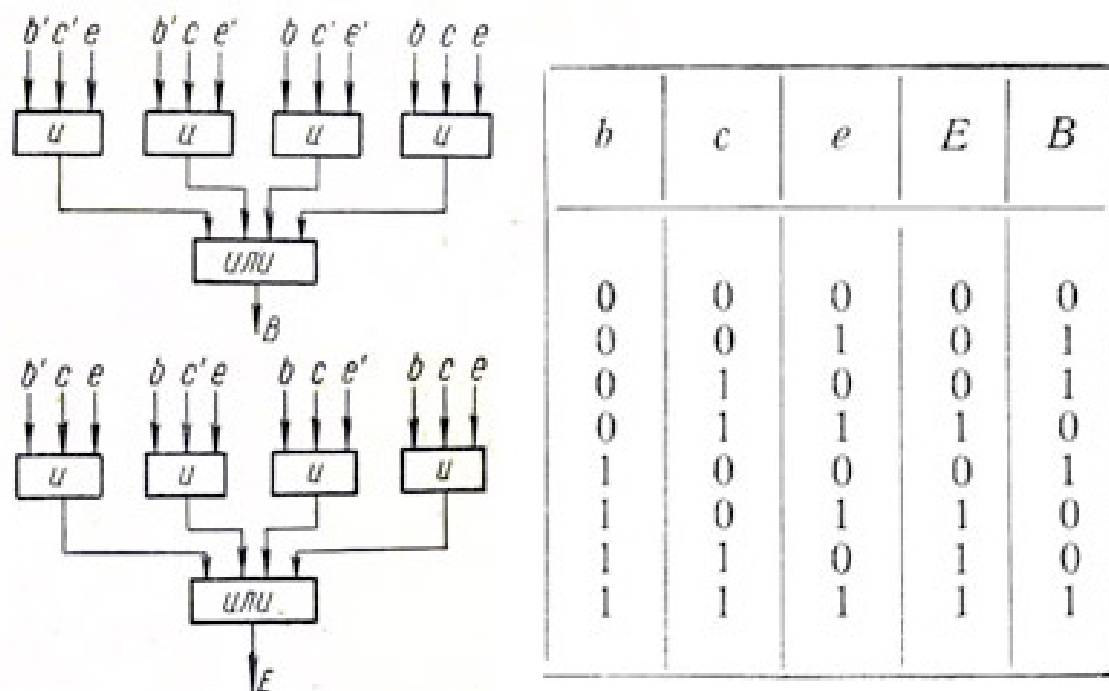 b' c' e b' c e' b c' e' b c e
и и и и
или
B
b' c e b c' e b c e' b c e
и и и и
или
E
b c e E B
0 0 0 0 0
0 0 1 0 1
0 1 0 0 1
0 1 1 1 0
1 0 0 0 1
1 0 1 1 0
1 1 0 1 0
1 1 1 1 1